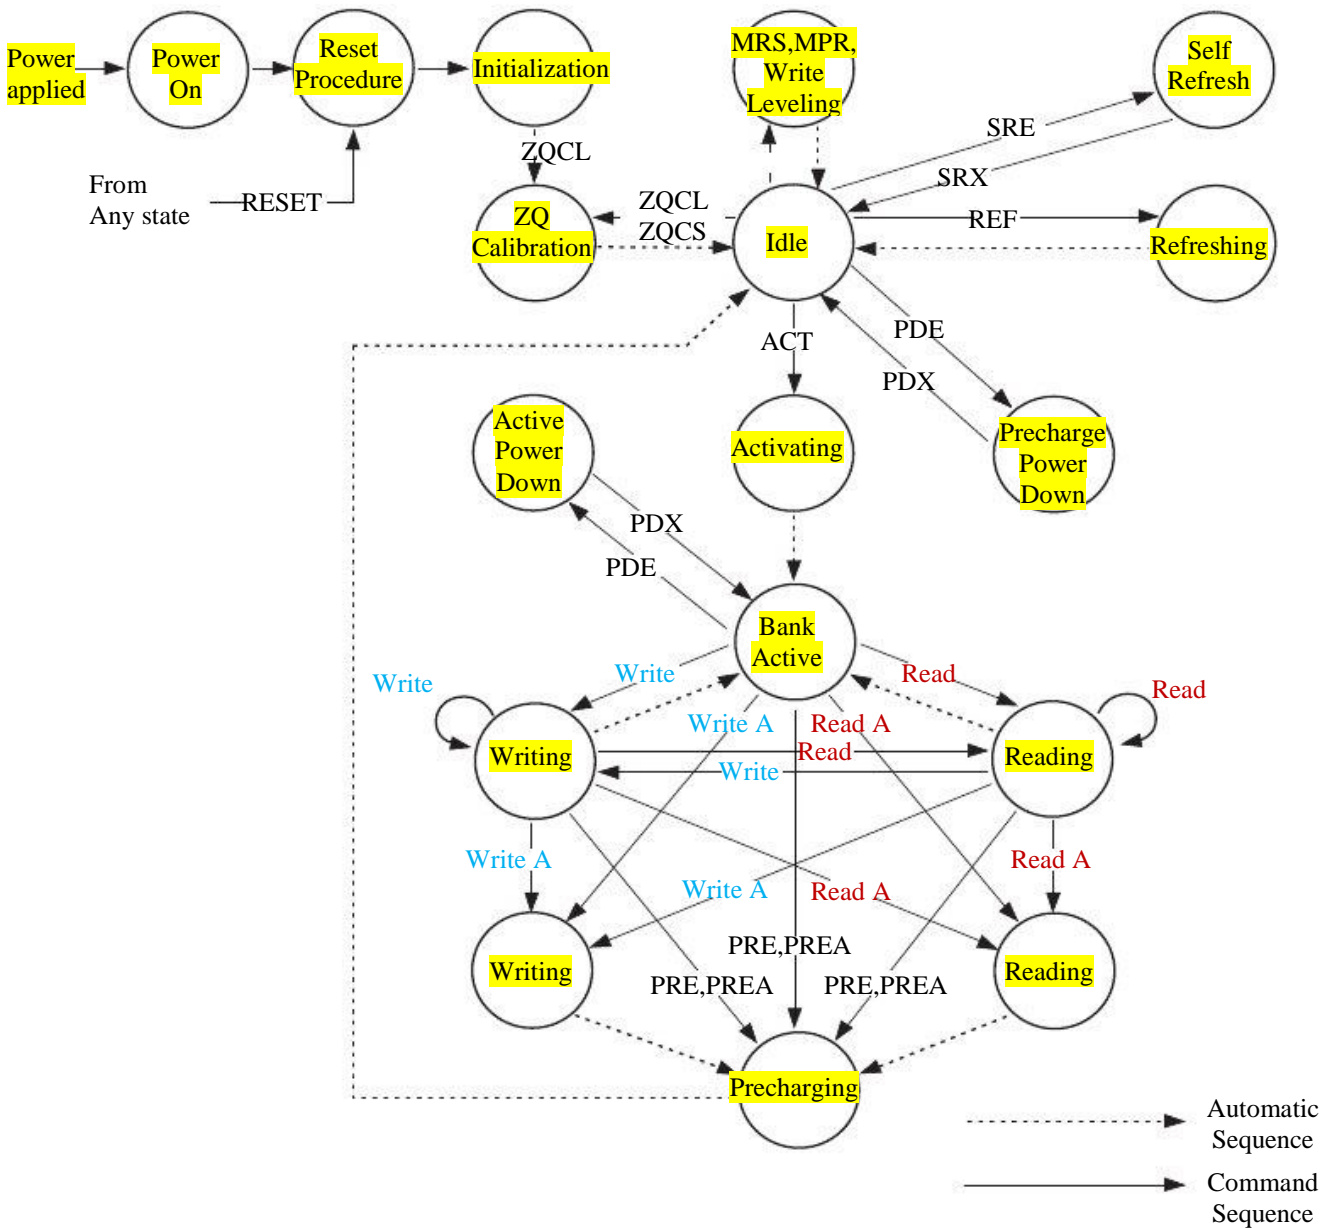 Power
applied
Power
On
Reset
Procedure
Initialization
MRS,MPR,
Write
Leveling
Self
Refresh
From
Any state
RESET
ZQCL
SRE
SRX
ZQ
Calibration
ZQCL
ZQCS
Idle
REF
Refreshing
ACT
PDE
PDX
Active
Power
Down
Activating
Precharge
Power
Down
PDX
PDE
Bank
Active
Write
Write
Read
Read
Write A
Read A
Writing
Read
Write
Reading
Write A
Read A
Write A
Read A
PRE,PREA
Writing
Reading
PRE,PREA
PRE,PREA
Precharging
Automatic
Sequence
Command
Sequence